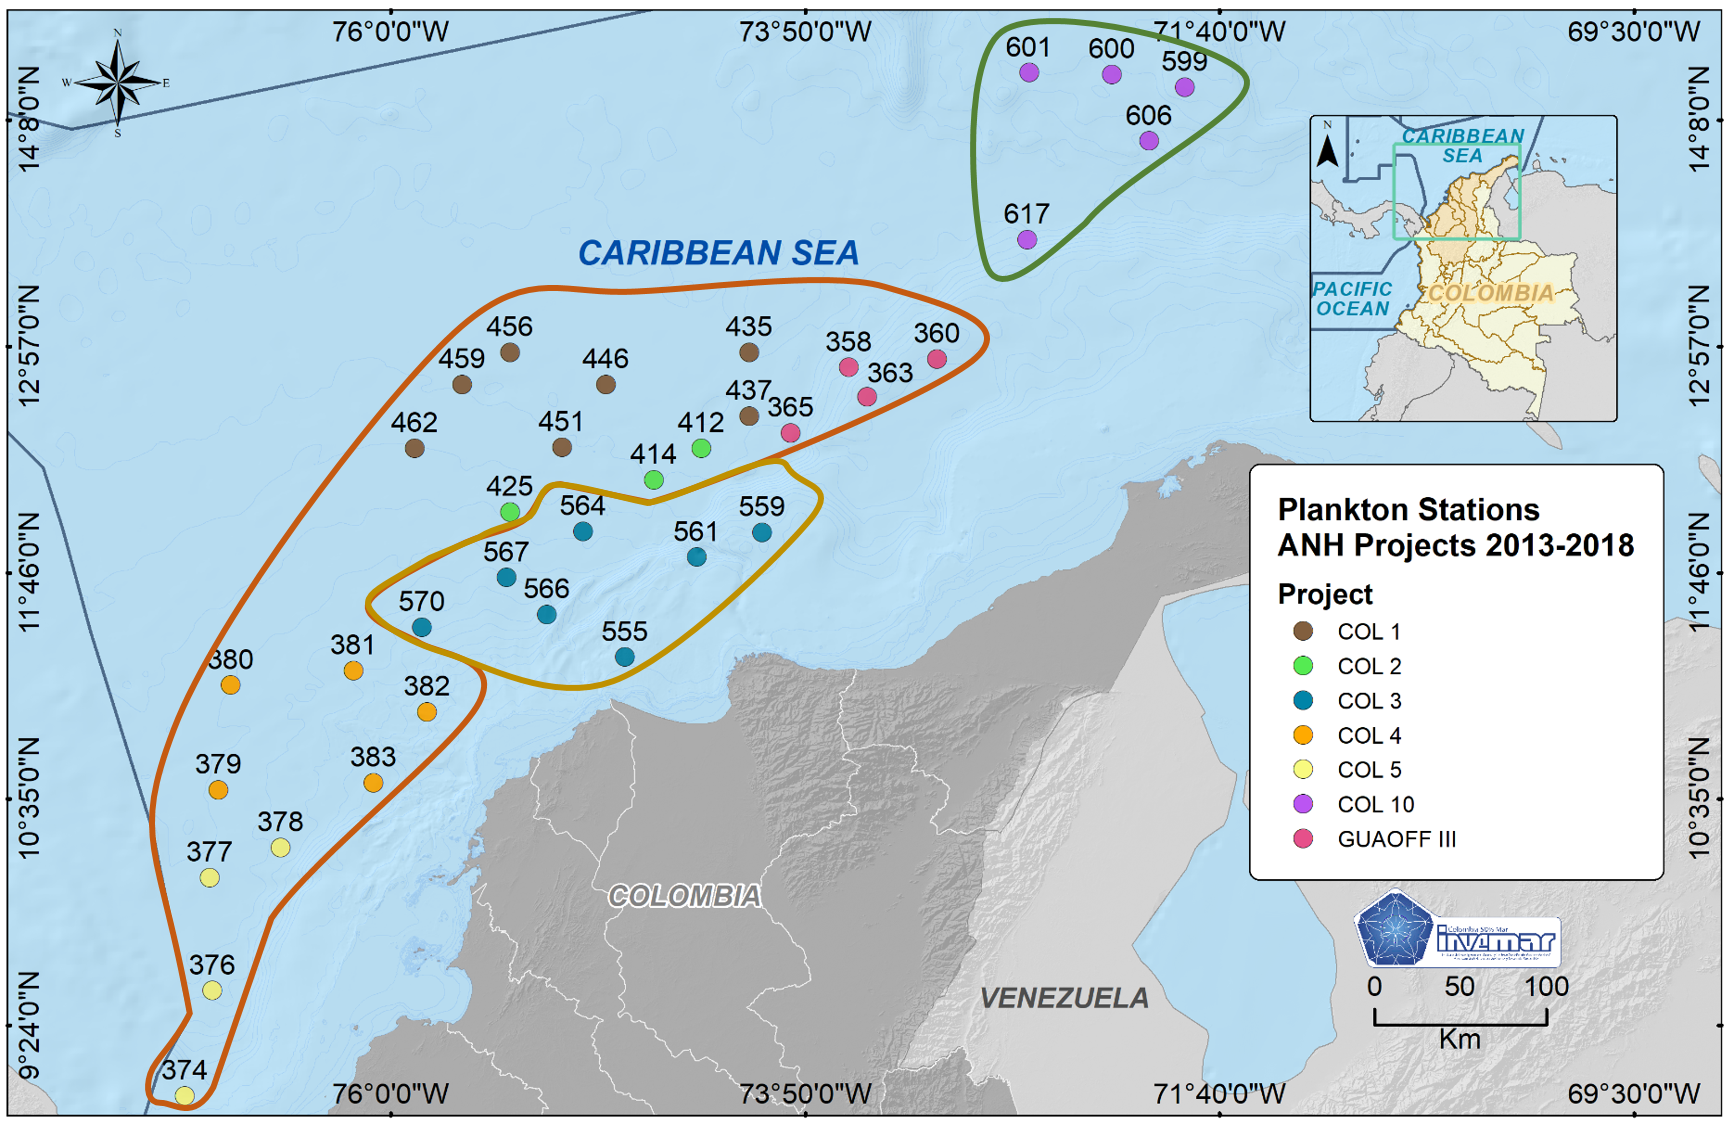 76°0'0"W
73°50'0"W
71°40'0"W
69°30'0"W
N
W
E
S
14°8'0"N
12°57'0"N
11°46'0"N
10°35'0"N
9°24'0"N
601
600
599
606
617
CARIBBEAN SEA
456
435
459
446
358
360
363
462
451
437
365
412
414
425
564
559
561
567
566
570
555
380
381
382
379
383
378
377
376
374
COLOMBIA
VENEZUELA
N
CARIBBEAN
SEA
PACIFIC
OCEAN
COLOMBIA
14°8'0"N
12°57'0"N
11°46'0"N
10°35'0"N
Plankton Stations
ANH Projects 2013-2018
Project
COL 1
COL 2
COL 3
COL 4
COL 5
COL 10
GUAOFF III
Colombia 50% Mar
invemar
0 50 100
Km
76°0'0"W
73°50'0"W
71°40'0"W
69°30'0"W